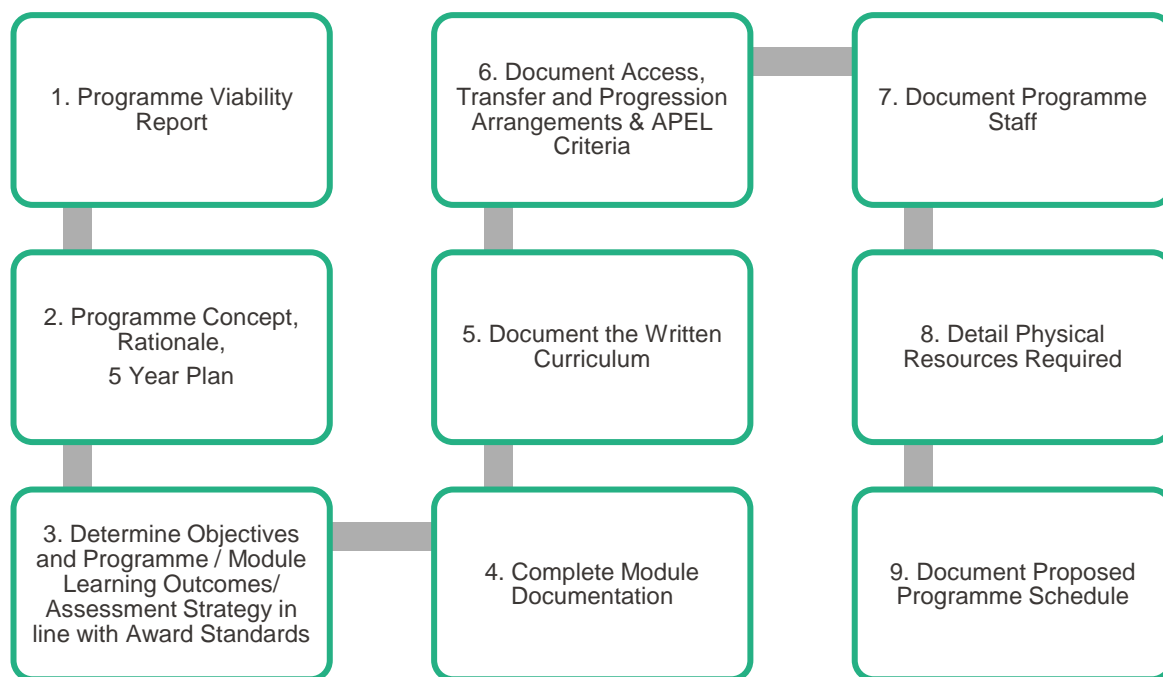 1. Programme Viability
Report
2. Programme Concept,
Rationale,
5 Year Plan
3. Determine Objectives
and Programme / Module
Learning Outcomes/
Assessment Strategy in
line with Award Standards
4. Complete Module
Documentation
5. Document the Written
Curriculum
6. Document Access,
Transfer and Progression
Arrangements & APEL
Criteria
7. Document Programme
Staff
8. Detail Physical
Resources Required
9. Document Proposed
Programme Schedule